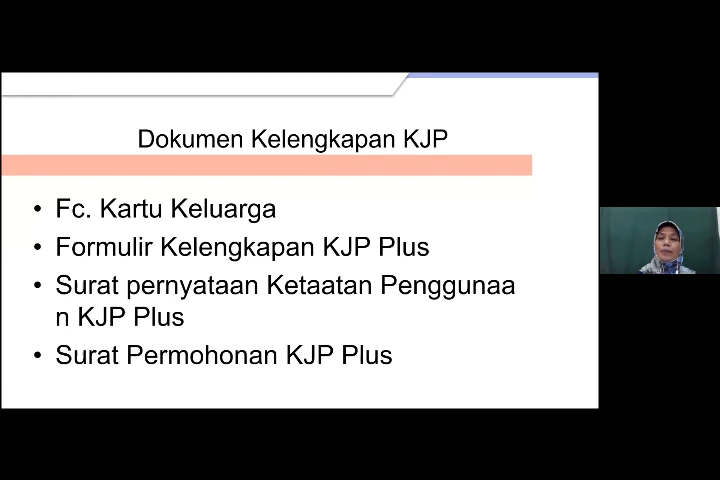 Dokumen Kelengkapan KJP
• Fc. Kartu Keluarga
• Formulir Kelengkapan KJP Plus
• Surat pernyataan Ketaatan Penggunaa
n KJP Plus
• Surat Permohonan KJP Plus